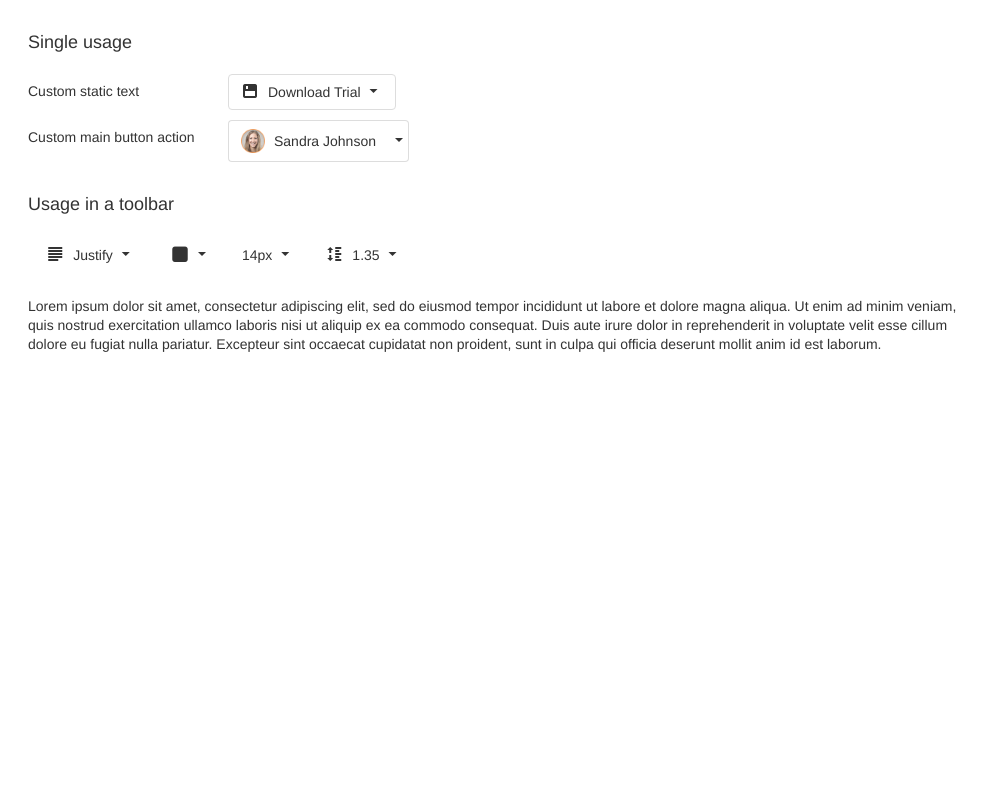 Single usage
Custom static text
Download Trial
Custom main button action
Sandra Johnson
Usage in a toolbar
Justify 14px 1.35
Lorem ipsum dolor sit amet, consectetur adipiscing elit, sed do eiusmod tempor incididunt ut labore et dolore magna aliqua. Ut enim ad minim veniam,
quis nostrud exercitation ullamco laboris nisi ut aliquip ex ea commodo consequat. Duis aute irure dolor in reprehenderit in voluptate velit esse cillum
dolore eu fugiat nulla pariatur. Excepteur sint occaecat cupidatat non proident, sunt in culpa qui officia deserunt mollit anim id est laborum.